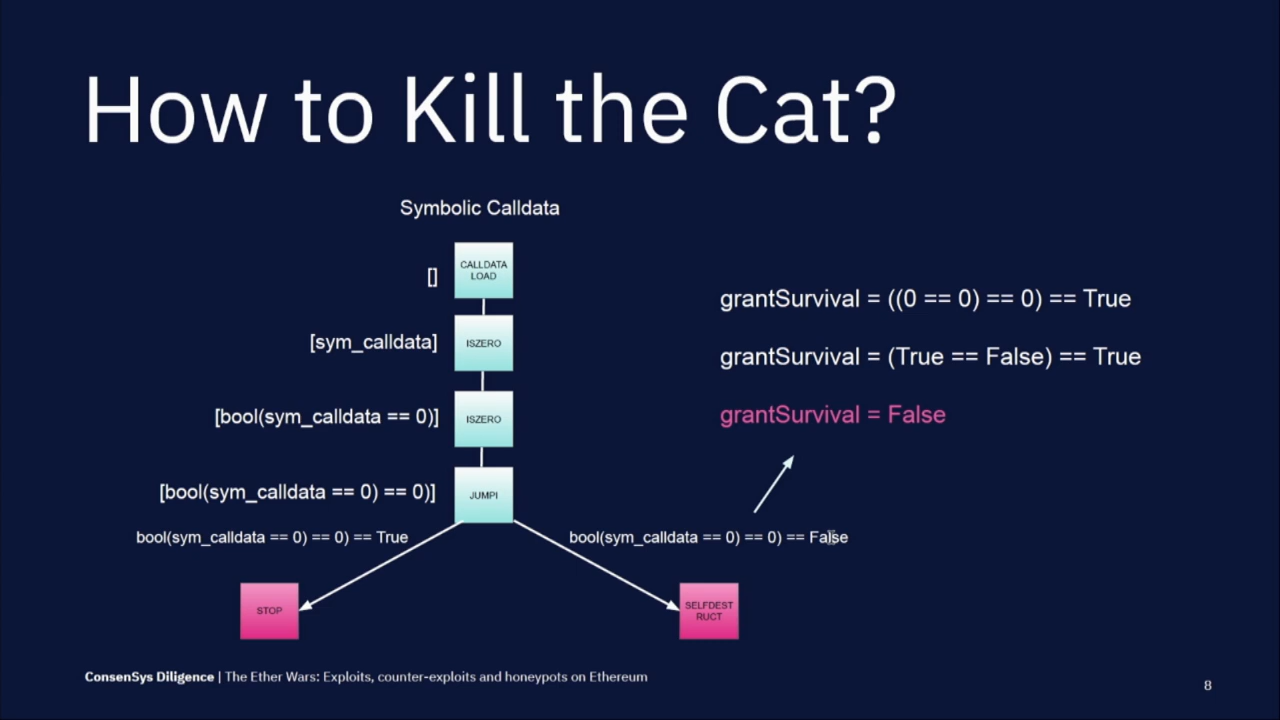 How to Kill the Cat?
Symbolic Calldata
[]
CALLDATA
LOAD
[sym_calldata]
ISZERO
[bool(sym_calldata == 0)]
ISZERO
[bool(sym_calldata == 0) == 0)]
JUMPI
bool(sym_calldata == 0) == 0) == True
bool(sym_calldata == 0) == 0) == False
STOP
SELFDEST
RUCT
grantSurvival = ((0 == 0) == 0) == True
grantSurvival = (True == False) == True
grantSurvival = False
ConsenSys Diligence | The Ether Wars: Exploits, counter-exploits and honeypots on Ethereum
8